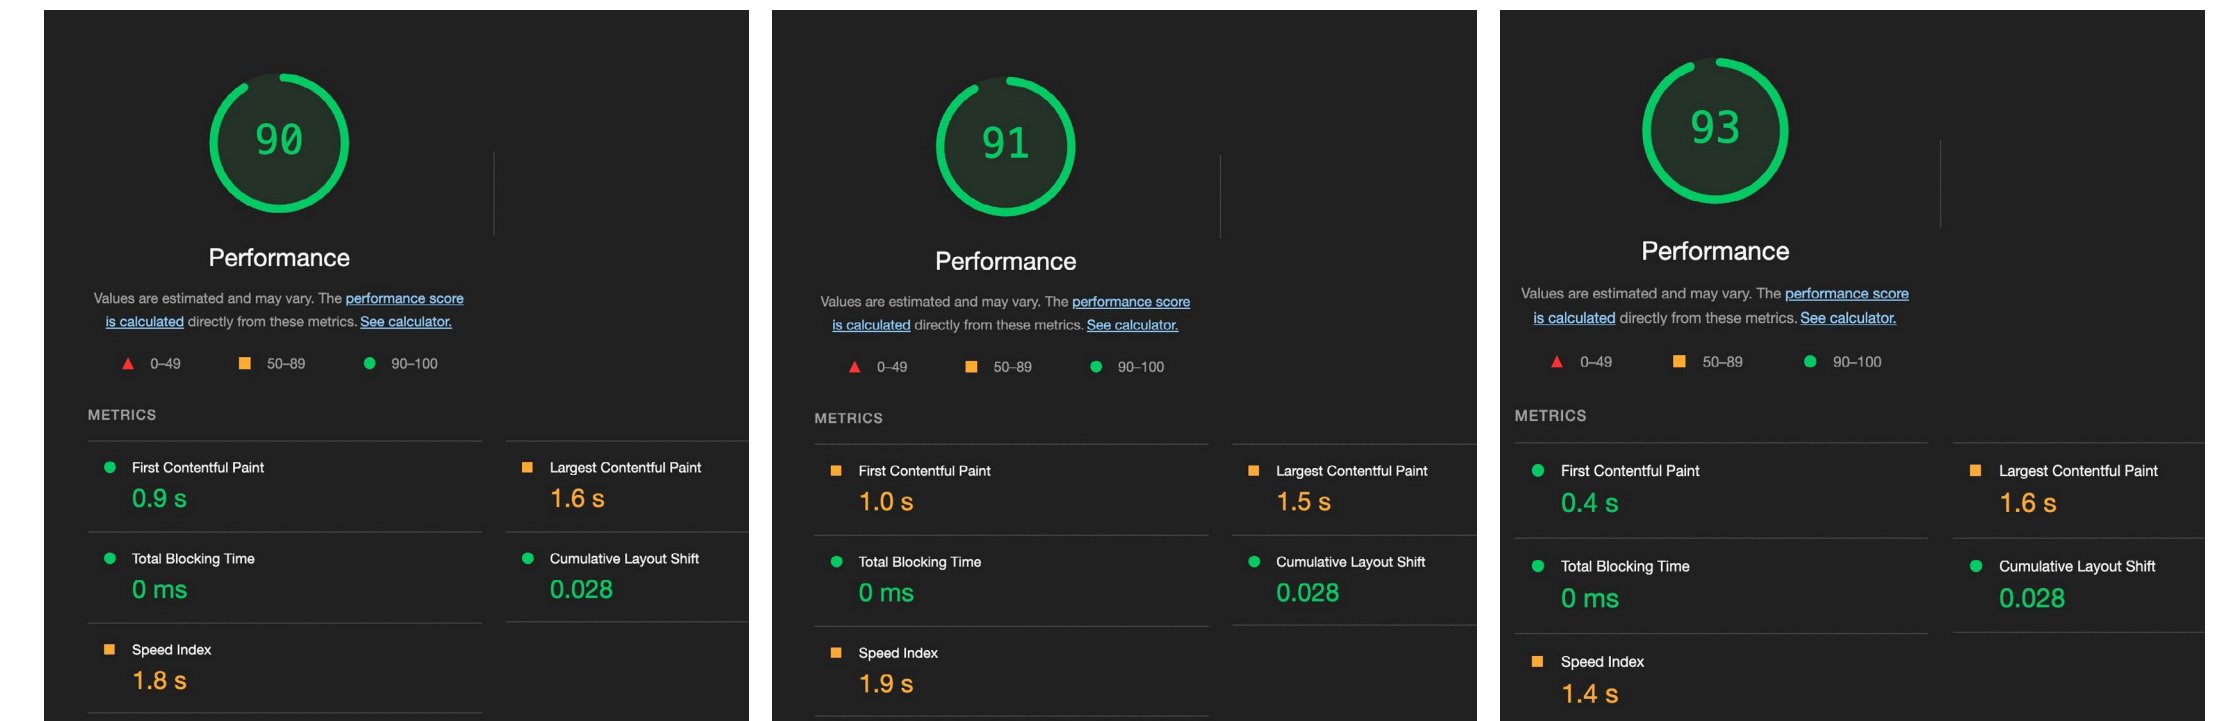 90
Performance
Values are estimated and may vary. The performance score
is calculated directly from these metrics. See calculator.
0–49 50–89 90–100
METRICS
First Contentful Paint
0.9 s
Largest Contentful Paint
1.6 s
Total Blocking Time
0 ms
Cumulative Layout Shift
0.028
Speed Index
1.8 s
91
Performance
Values are estimated and may vary. The performance score
is calculated directly from these metrics. See calculator.
0–49 50–89 90–100
METRICS
First Contentful Paint
1.0 s
Largest Contentful Paint
1.5 s
Total Blocking Time
0 ms
Cumulative Layout Shift
0.028
Speed Index
1.9 s
93
Performance
Values are estimated and may vary. The performance score
is calculated directly from these metrics. See calculator.
0–49 50–89 90–100
METRICS
First Contentful Paint
0.4 s
Largest Contentful Paint
1.6 s
Total Blocking Time
0 ms
Cumulative Layout Shift
0.028
Speed Index
1.4 s